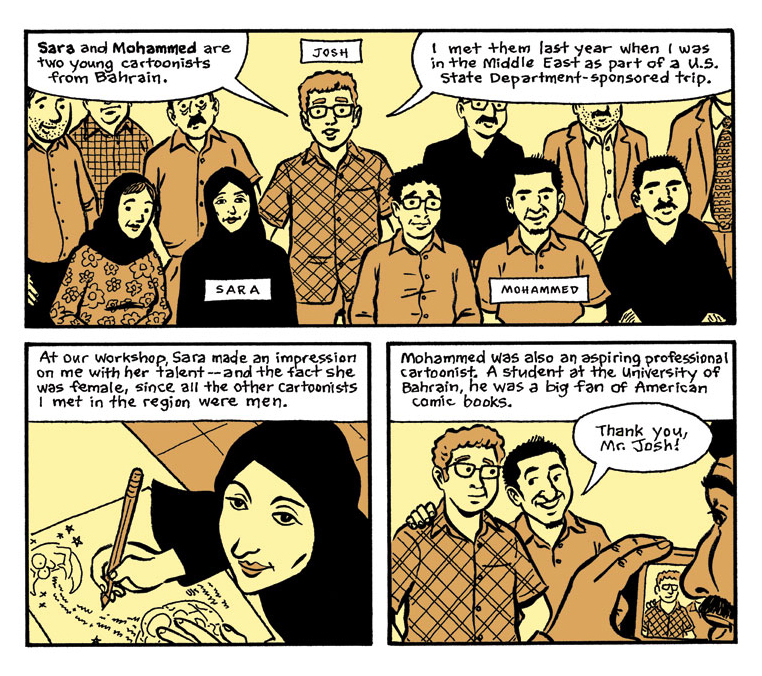 Sara and Mohammed are
two young cartoonists
from Bahrain.
JOSH
I met them last year when I was
in the Middle East as part of a U.S.
State Department-sponsored trip.
SARA
MOHAMMED
At our workshop, Sara made an impression
on me with her talent--and the fact she
was female, since all the other cartoonists
I met in the region were men.
Mohammed was also an aspiring professional
cartoonist. A student at the University of
Bahrain, he was a big fan of American
comic books.
Thank you,
Mr. Josh!